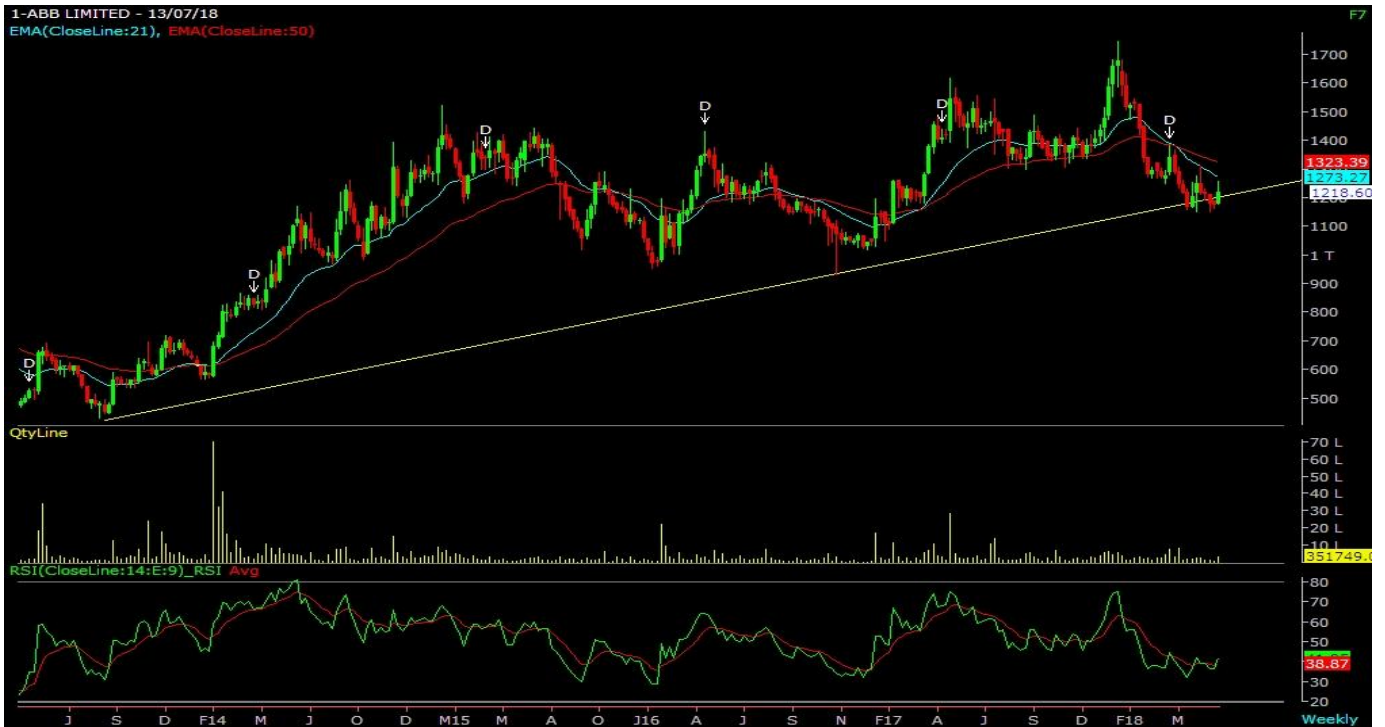 1-ABB LIMITED - 13/07/18
F7
EMA(CloseLine:21), EMA(CloseLine:50)
D
D
D
D
D
D
1700
1600
1500
1400
1323.39
1273.27
1218.60
1200
1100
1 T
900
800
700
600
500
QtyLine
70 L
60 L
50 L
40 L
30 L
20 L
10 L
351749.0
RSI(CloseLine:14:E:9)_RSI Avg
80
70
60
50
38.87
30
20
J S D F14 M J O D M15 M A O J16 A J S N F17 A J S D F18 M
Weekly